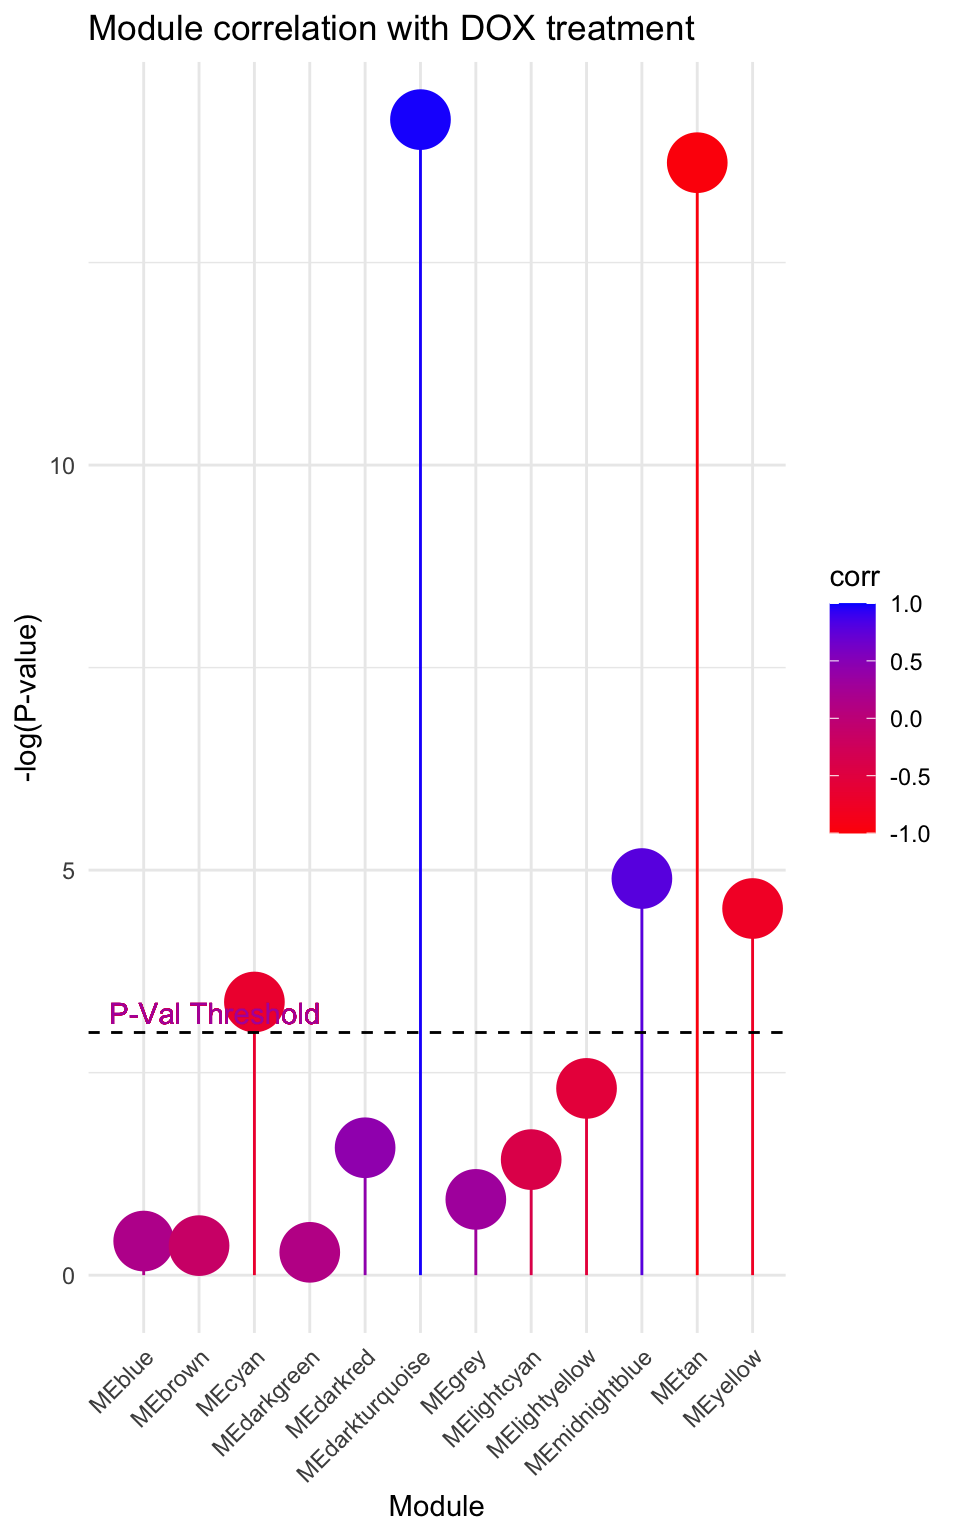 Module correlation with DOX treatment
10
5
0
-log(P-value)
P-Val Threshold
corr
1.0
0.5
0.0
-0.5
-1.0
MEblue
MEbrown
MEcyan
MEdarkgreen
MEdarkred
MEdarkturquoise
MEgrey
MElightcyan
MElightyellow
MEmidnightblue
MEtan
MEyellow
Module